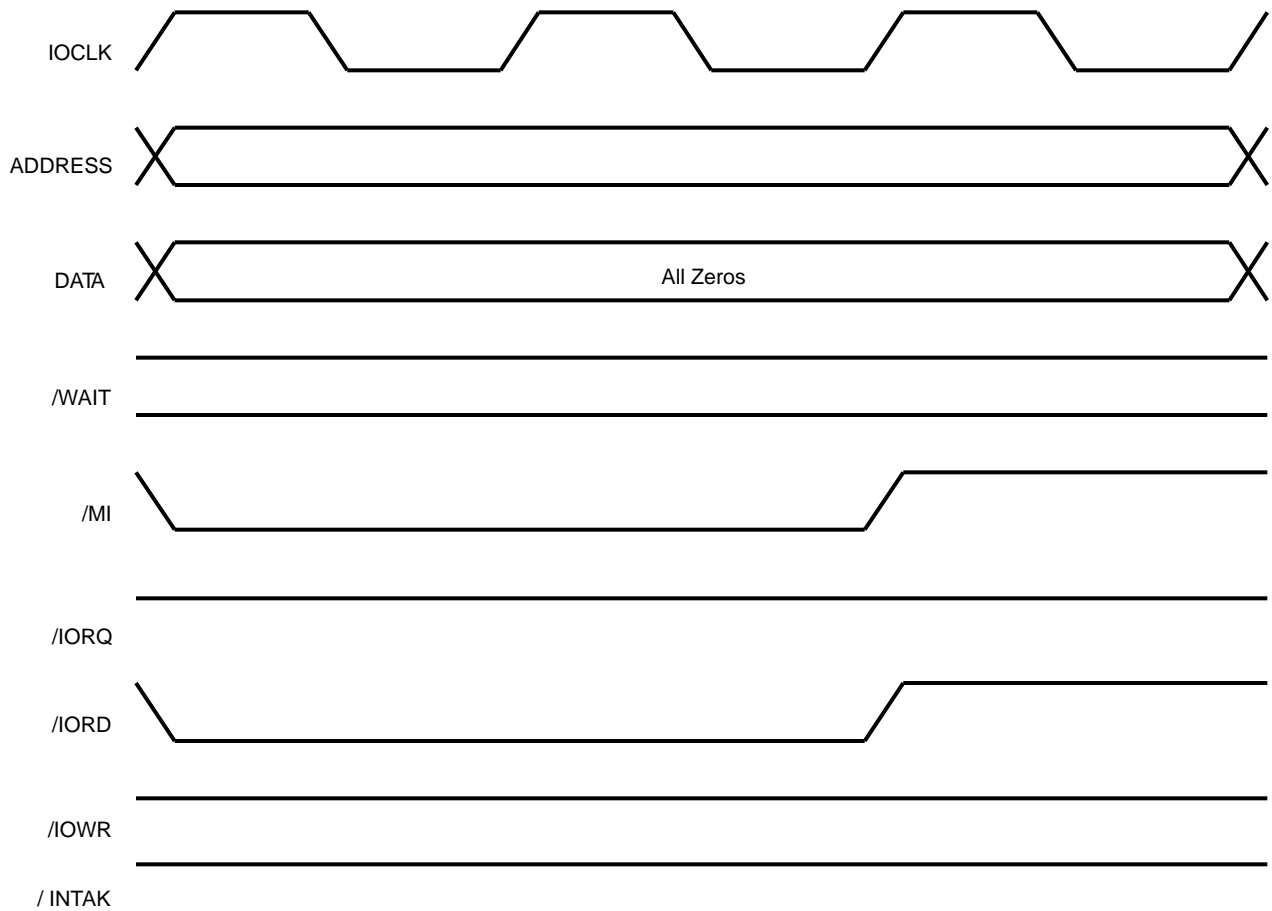 IOCLK
ADDRESS
DATA
All Zeros
/WAIT
/MI
/IORQ
/IORD
/IOWR
/ INTAK